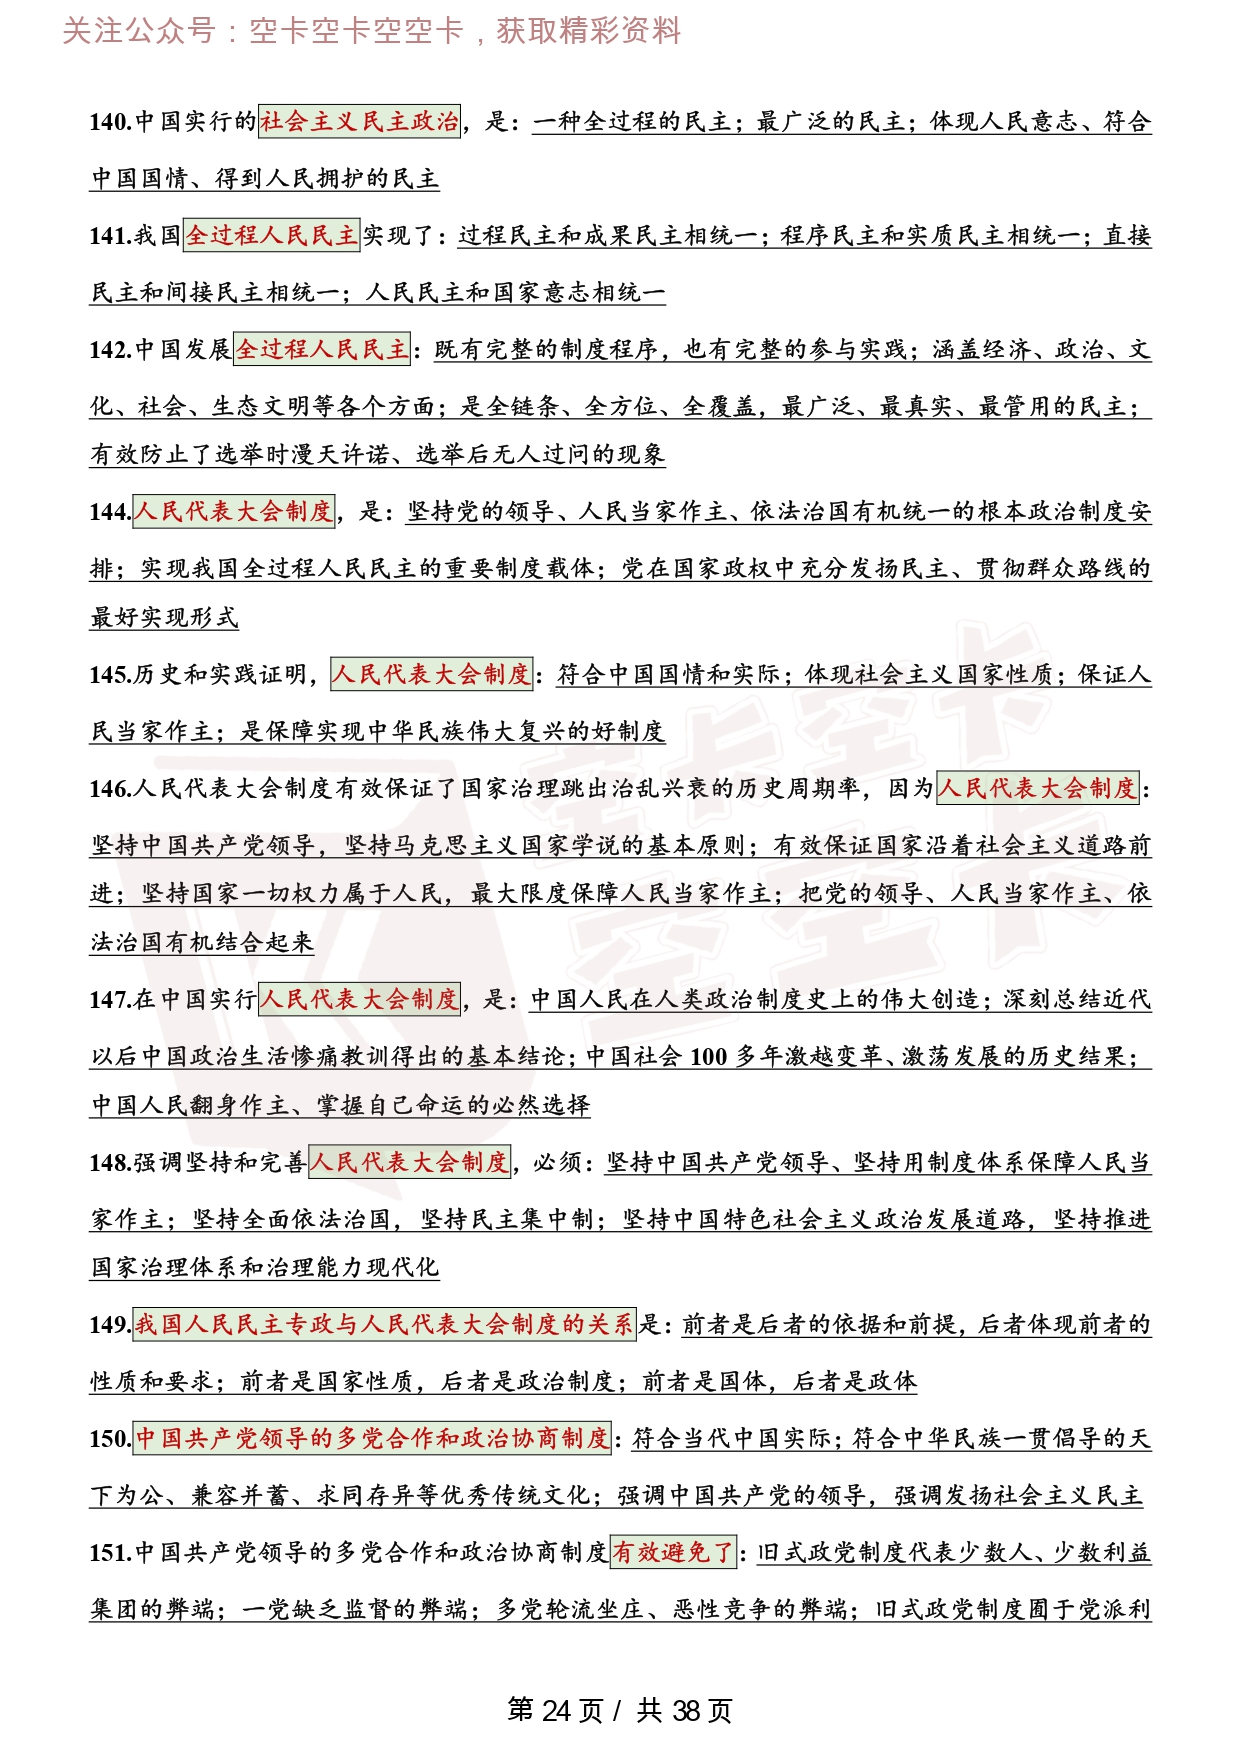 关注公众号：空卡空卡空空卡，获取精彩资料
140.中国实行的社会主义民主政治，是：一种全过程的民主；最广泛的民主；体现人民意志、符合
中国国情、得到人民拥护的民主
141.我国全过程人民民主实现了：过程民主和成果民主相统一；程序民主和实质民主相统一；直接
民主和间接民主相统一；人民民主和国家意志相统一
142.中国发展全过程人民民主：既有完整的制度程序，也有完整的参与实践；涵盖经济、政治、文
化、社会、生态文明等各个方面；是全链条、全方位、全覆盖，最广泛、最真实、最管用的民主；
有效防止了选举时漫天许诺、选举后无人过问的现象
144.人民代表大会制度，是：坚持党的领导、人民当家作主、依法治国有机统一的根本政治制度安
排；实现我国全过程人民民主的重要制度载体；党在国家政权中充分发扬民主、贯彻群众路线的
最好实现形式
145.历史和实践证明，人民代表大会制度：符合中国国情和实际；体现社会主义国家性质；保证人
民当家作主；是保障实现中华民族伟大复兴的好制度
146.人民代表大会制度有效保证了国家治理跳出治乱兴衰的历史周期率，因为人民代表大会制度：
坚持中国共产党领导，坚持马克思主义国家学说的基本原则；有效保证国家沿着社会主义道路前
进；坚持国家一切权力属于人民，最大限度保障人民当家作主；把党的领导、人民当家作主、依
法治国有机结合起来
147.在中国实行人民代表大会制度，是：中国人民在人类政治制度史上的伟大创造；深刻总结近代
以后中国政治生活惨痛教训得出的基本结论；中国社会 100 多年激越变革、激荡发展的历史结果；
中国人民翻身作主、掌握自己命运的必然选择
148.强调坚持和完善人民代表大会制度，必须：坚持中国共产党领导、坚持用制度体系保障人民当
家作主；坚持全面依法治国，坚持民主集中制；坚持中国特色社会主义政治发展道路，坚持推进
国家治理体系和治理能力现代化
149.我国人民民主专政与人民代表大会制度的关系是：前者是后者的依据和前提，后者体现前者的
性质和要求；前者是国家性质，后者是政治制度；前者是国体，后者是政体
150.中国共产党领导的多党合作和政治协商制度：符合当代中国实际；符合中华民族一贯倡导的天
下为公、兼容并蓄、求同存异等优秀传统文化；强调中国共产党的领导，强调发扬社会主义民主
151.中国共产党领导的多党合作和政治协商制度有效避免了：旧式政党制度代表少数人、少数利益
集团的弊端；一党缺乏监督的弊端；多党轮流坐庄、恶性竞争的弊端；旧式政党制度囿于党派利
空卡空卡
空空卡
第 24 页 / 共 38 页